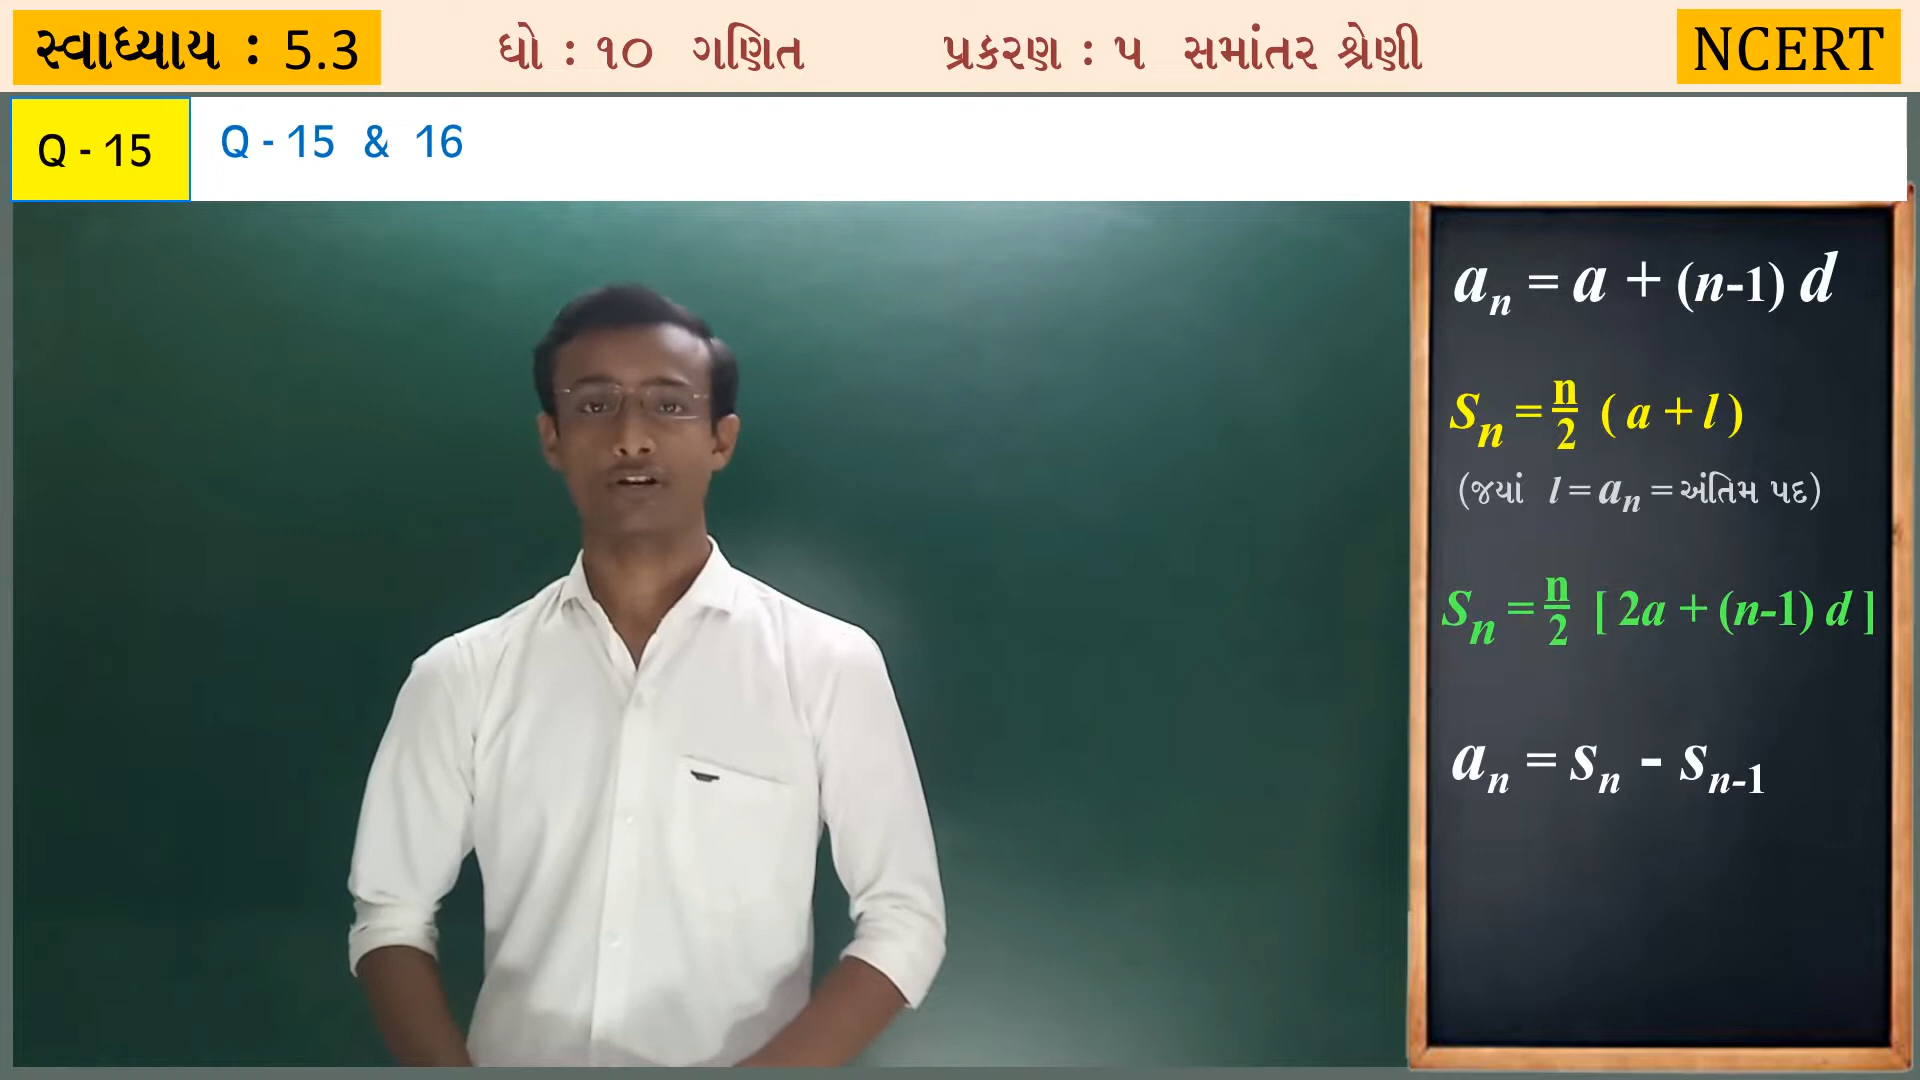 સ્વાધ્યાય : 5.3
ધો : ૧૦ ગણિત
પ્રકરણ : ૫ સમાંતર શ્રેણી
NCERT
Q - 15
Q - 15 & 16
aₙ = a + (n-1) d
Sₙ = n/2 ( a + l )
(જયાં l = aₙ = અંતિમ પદ)
Sₙ = n/2 [ 2a + (n-1) d ]
aₙ = sₙ - sₙ₋₁